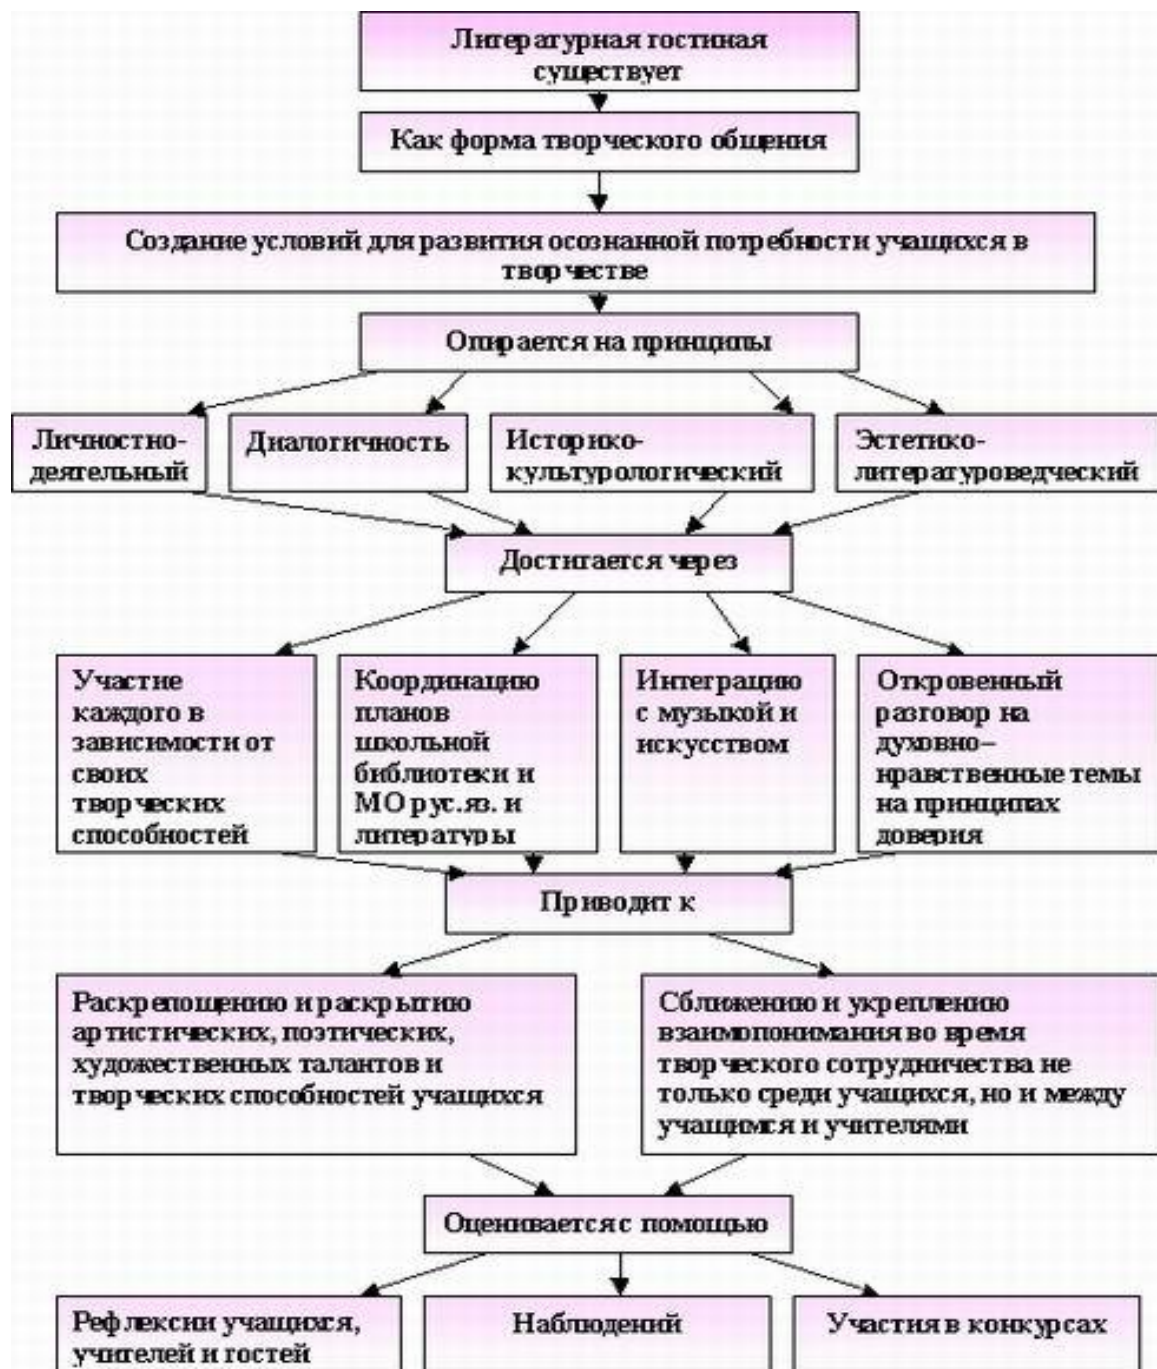 Литературная гостиная
существует
Как форма творческого общения
Создание условий для развития осознанной потребности учащихся в
творчестве
Опирается на принципы
Личностно-
деятельный
Диалогичность
Историко-
культурологический
Эстетико-
литературоведческий
Достигается через
Участие
каждого в
зависимости от
своих
творческих
способностей
Координацию
планов
школьной
библиотеки и
МО рус.яз. и
литературы
Интеграцию
с музыкой и
искусством
Откровенный
разговор на
духовно–
нравственные темы
на принципах
доверия
Приводит к
Раскрепощению и раскрытию
артистических, поэтических,
художественных талантов и
творческих способностей учащихся
Сближению и укреплению
взаимопонимания во время
творческого сотрудничества не
только среди учащихся, но и между
учащимся и учителями
Оценивается с помощью
Рефлексии учащихся,
учителей и гостей
Наблюдений
Участия в конкурсах